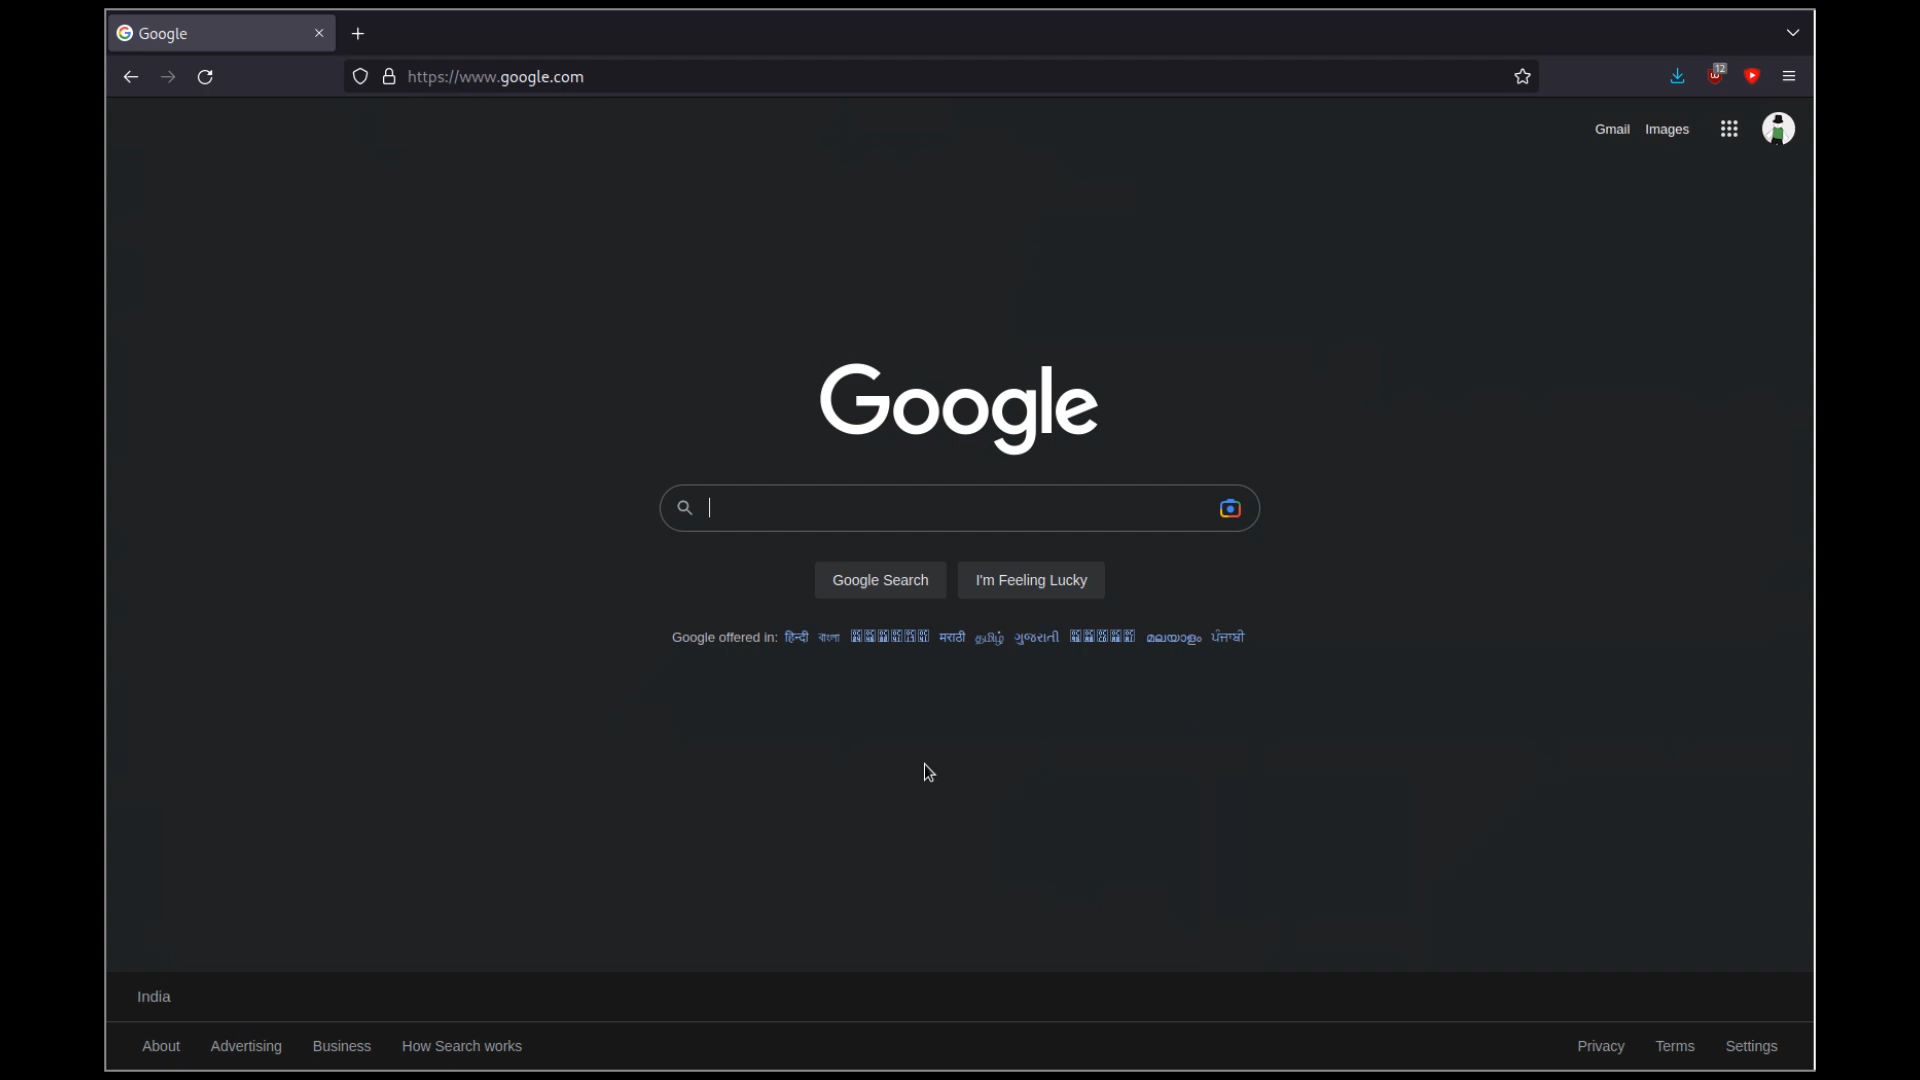 Google
12
https://www.google.com
Gmail Images
Google
Google Search I'm Feeling Lucky
Google offered in: हिन्दी বাংলা मराठी தமிழ் ગુજરાતી മലയാളം ਪੰਜਾਬੀ
India
About Advertising Business How Search works Privacy Terms Settings